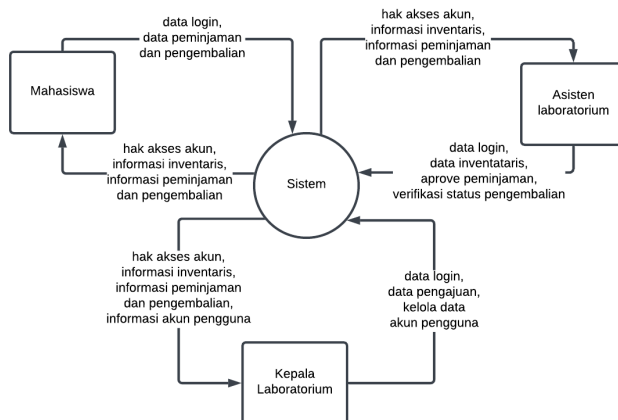 data login,
data peminjaman
dan pengembalian
hak akses akun,
informasi inventaris,
informasi peminjaman
dan pengembalian
Mahasiswa
Asisten
laboratorium
hak akses akun,
informasi inventaris,
informasi peminjaman
dan pengembalian
Sistem
data login,
data inventataris,
aprove peminjaman,
verifikasi status pengembalian
hak akses akun,
informasi inventaris,
informasi peminjaman
dan pengembalian,
informasi akun pengguna
data login,
data pengajuan,
kelola data
akun pengguna
Kepala
Laboratorium